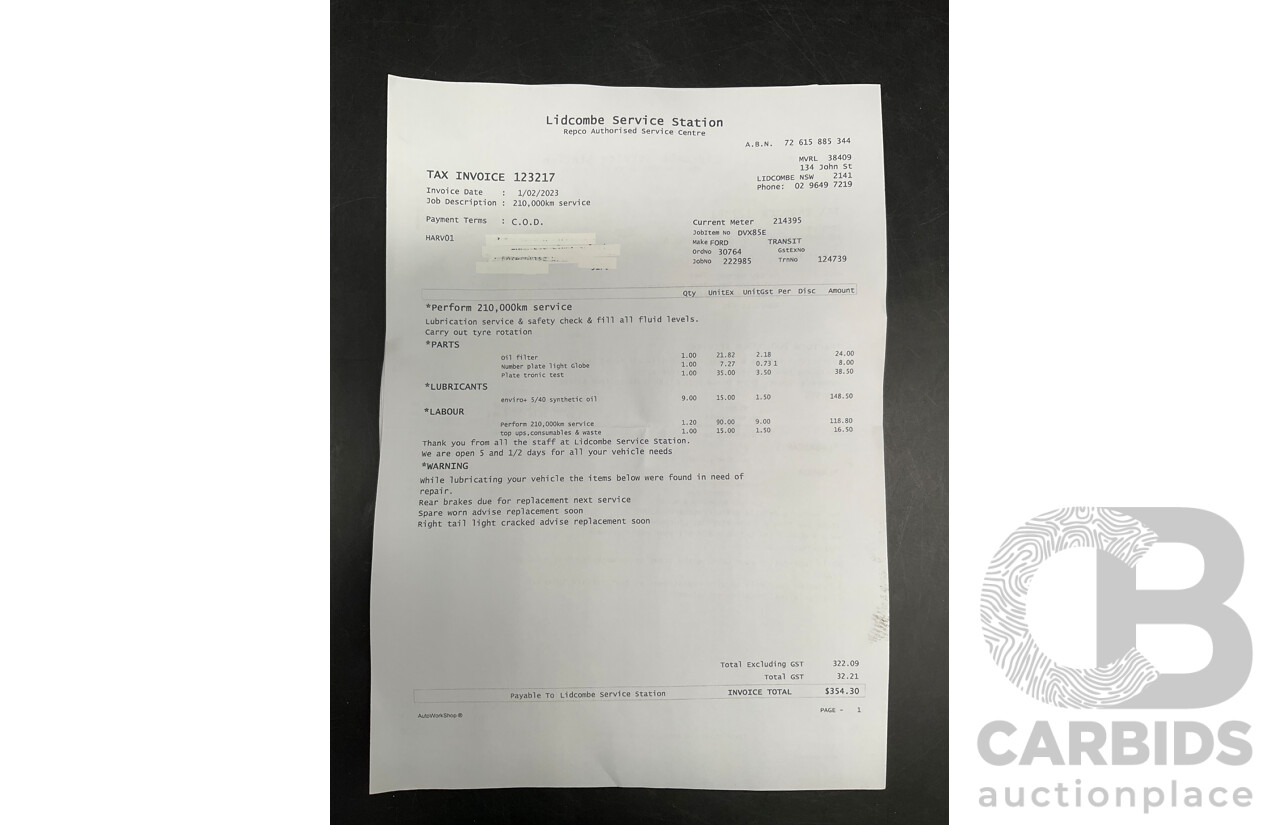 Lidcombe Service Station
Repco Authorised Service Centre
A.B.N. 72 615 885 344
MVRL 38409
134 John St
LIDCOMBE NSW 2141
Phone: 02 9649 7219
TAX INVOICE 123217
Invoice Date : 1/02/2023
Job Description : 210,000km service
Payment Terms : C.O.D.
HARV01
Current Meter 214395
JobItem No DVX85E
Make FORD TRANSIT
OrdNo 30764 GstExNo
JobNo 222985 TrnNo 124739
Qty UnitEx UnitGst Per Disc Amount
*Perform 210,000km service
Lubrication service & safety check & fill all fluid levels.
Carry out tyre rotation
*PARTS
oil filter 1.00 21.82 2.18 24.00
Number plate light Globe 1.00 7.27 0.73 1 8.00
Plate tronic test 1.00 35.00 3.50 38.50
*LUBRICANTS
enviro+ 5/40 synthetic oil 9.00 15.00 1.50 148.50
*LABOUR
Perform 210,000km service 1.20 90.00 9.00 118.80
top ups,consumables & waste 1.00 15.00 1.50 16.50
Thank you from all the staff at Lidcombe Service Station.
We are open 5 and 1/2 days for all your vehicle needs
*WARNING
While lubricating your vehicle the items below were found in need of
repair.
Rear brakes due for replacement next service
Spare worn advise replacement soon
Right tail light cracked advise replacement soon
Total Excluding GST 322.09
Total GST 32.21
Payable To Lidcombe Service Station INVOICE TOTAL $354.30
AutoWorkShop ®
PAGE - 1
CB
CARBIDS
auctionplace